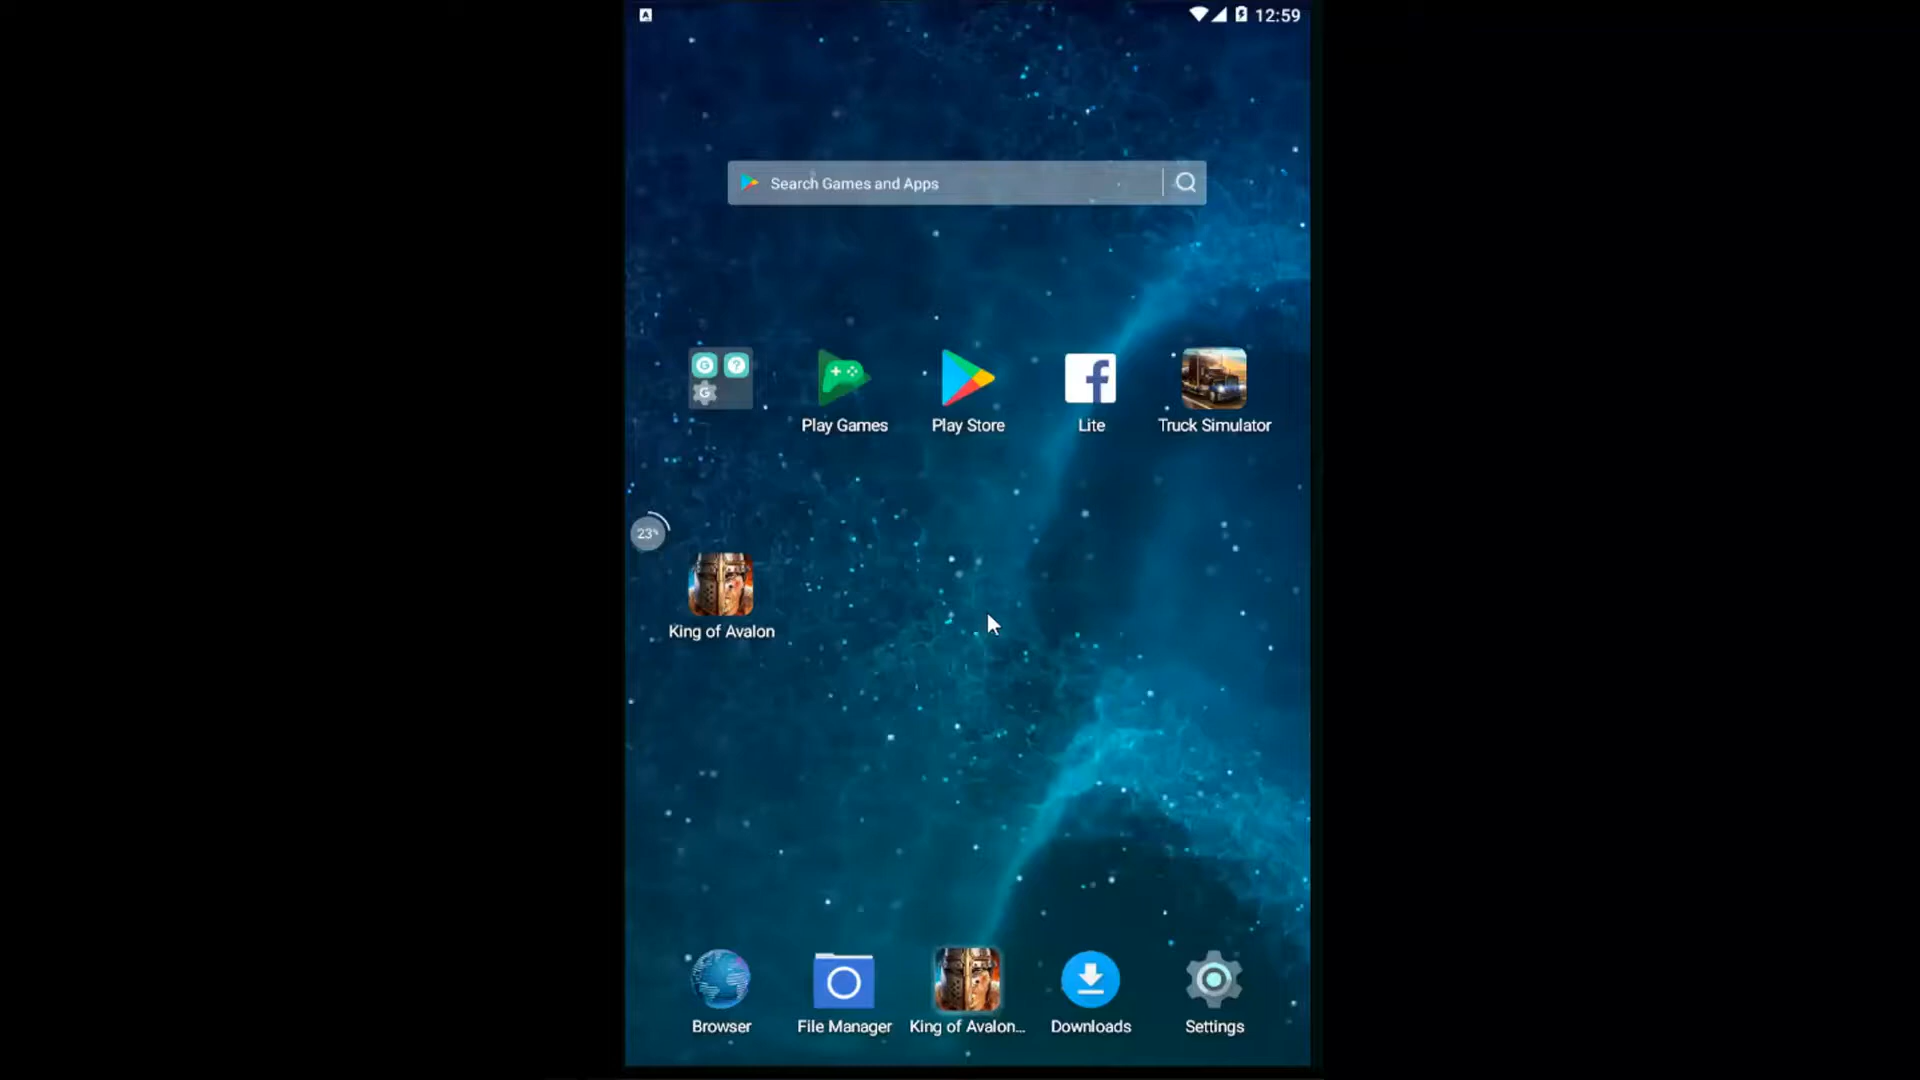 12:59
Search Games and Apps
Play Games
Play Store
Lite
Truck Simulator
23%
King of Avalon
Browser
File Manager
King of Avalon...
Downloads
Settings